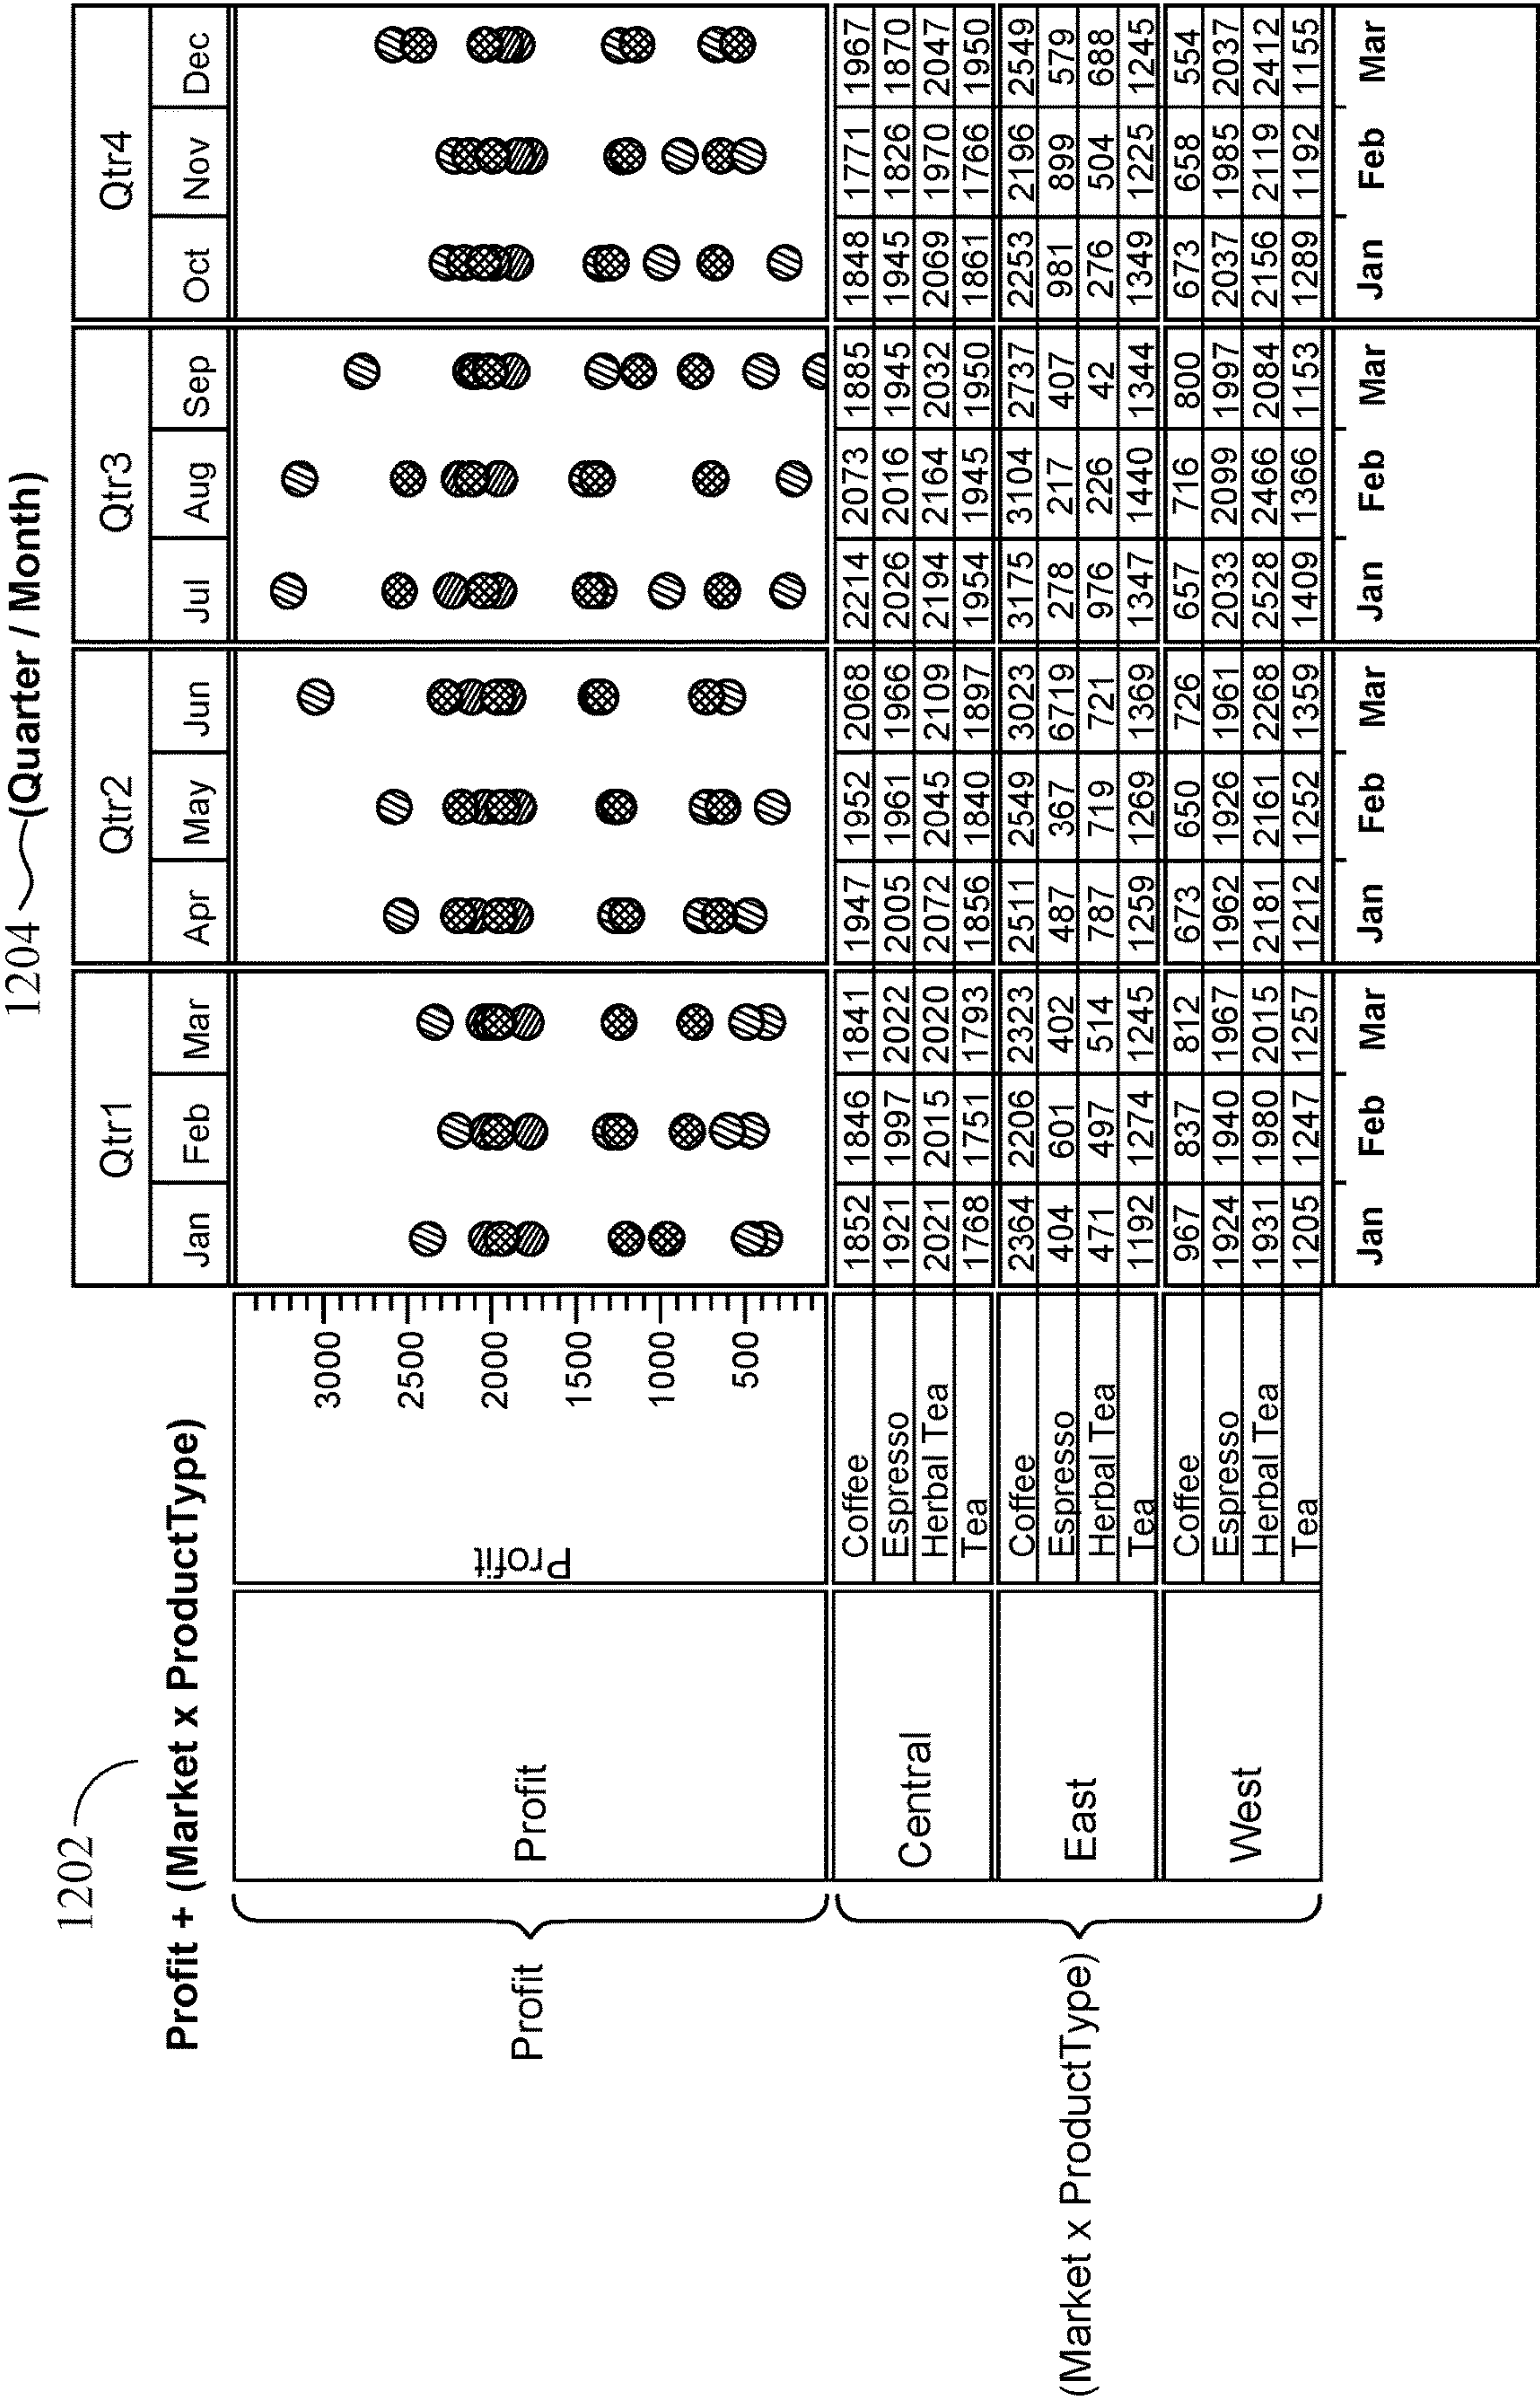 1204
(Quarter / Month)
1202
Profit + (Market x ProductType)
Qtr1 Qtr2 Qtr3 Qtr4
Jan Feb Mar Apr May Jun Jul Aug Sep Oct Nov Dec
Profit
Profit
Profit
3000
2500
2000
1500
1000
500
(Market x ProductType)
Central
Coffee 1852 1846 1841 1947 1952 2068 2214 2073 1885 1848 1771 1967
Espresso 1921 1997 2022 2005 1961 1966 2026 2016 1945 1945 1826 1870
Herbal Tea 2021 2015 2020 2072 2045 2109 2194 2164 2032 2069 1970 2047
Tea 1768 1751 1793 1856 1840 1897 1954 1945 1950 1861 1766 1950
East
Coffee 2364 2206 2323 2511 2549 3023 3175 3104 2737 2253 2196 2549
Espresso 404 601 402 487 367 6719 278 217 407 981 899 579
Herbal Tea 471 497 514 787 719 721 976 226 42 276 504 688
Tea 1192 1274 1245 1259 1269 1369 1347 1440 1344 1349 1225 1245
West
Coffee 967 837 812 673 650 726 657 716 800 673 658 554
Espresso 1924 1940 1967 1962 1926 1961 2033 2099 1997 2037 1985 2037
Herbal Tea 1931 1980 2015 2181 2161 2268 2528 2466 2084 2156 2119 2412
Tea 1205 1247 1257 1212 1252 1359 1409 1366 1153 1289 1192 1155
Jan Feb Mar Jan Feb Mar Jan Feb Mar Jan Feb Mar